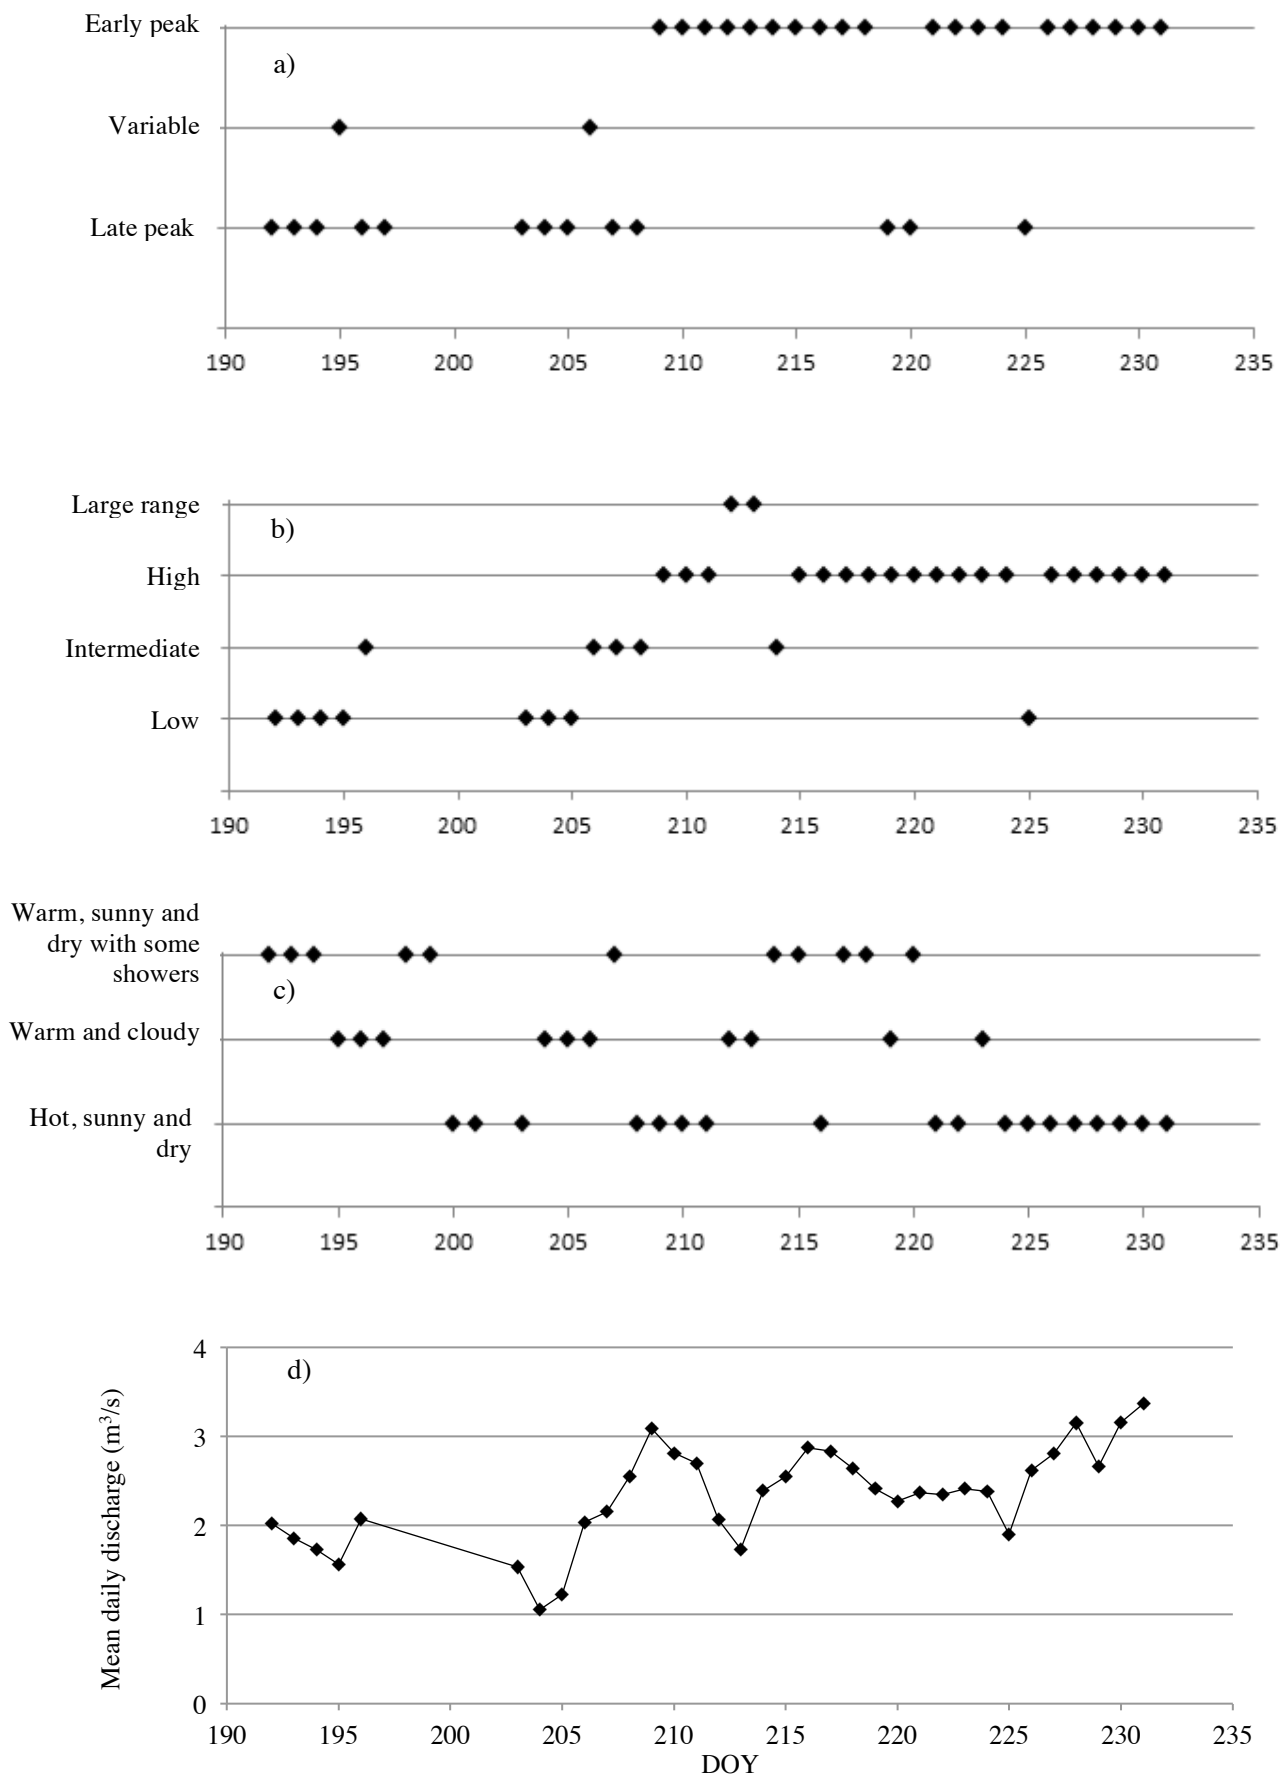 Early peak
a)
Variable
Late peak
190 195 200 205 210 215 220 225 230 235
Large range
b)
High
Intermediate
Low
190 195 200 205 210 215 220 225 230 235
Warm, sunny and
dry with some
showers
c)
Warm and cloudy
Hot, sunny and
dry
190 195 200 205 210 215 220 225 230 235
4
d)
3
2
1
0
Mean daily discharge (m³/s)
190 195 200 205 210 215 220 225 230 235
DOY